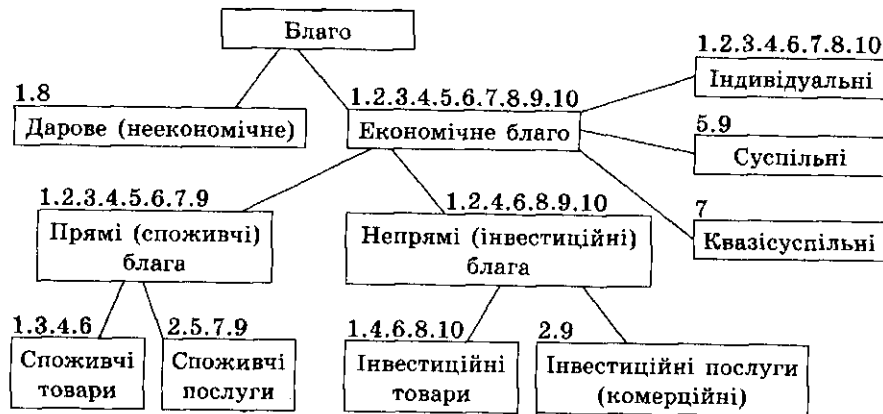 Благо
1.2.3.4.6.7.8.10
Індивідуальні
1.8
Дарове (неекономічне)
1.2.3.4.5.6.7.8.9.10
Економічне благо
5.9
Суспільні
1.2.3.4.5.6.7.9
Прямі (споживчі)
блага
1.2.4.6.8.9.10
Непрямі (інвестиційні)
блага
7
Квазісуспільні
1.3.4.6
Споживчі
товари
2.5.7.9
Споживчі
послуги
1.4.6.8.10
Інвестиційні
товари
2.9
Інвестиційні послуги
(комерційні)